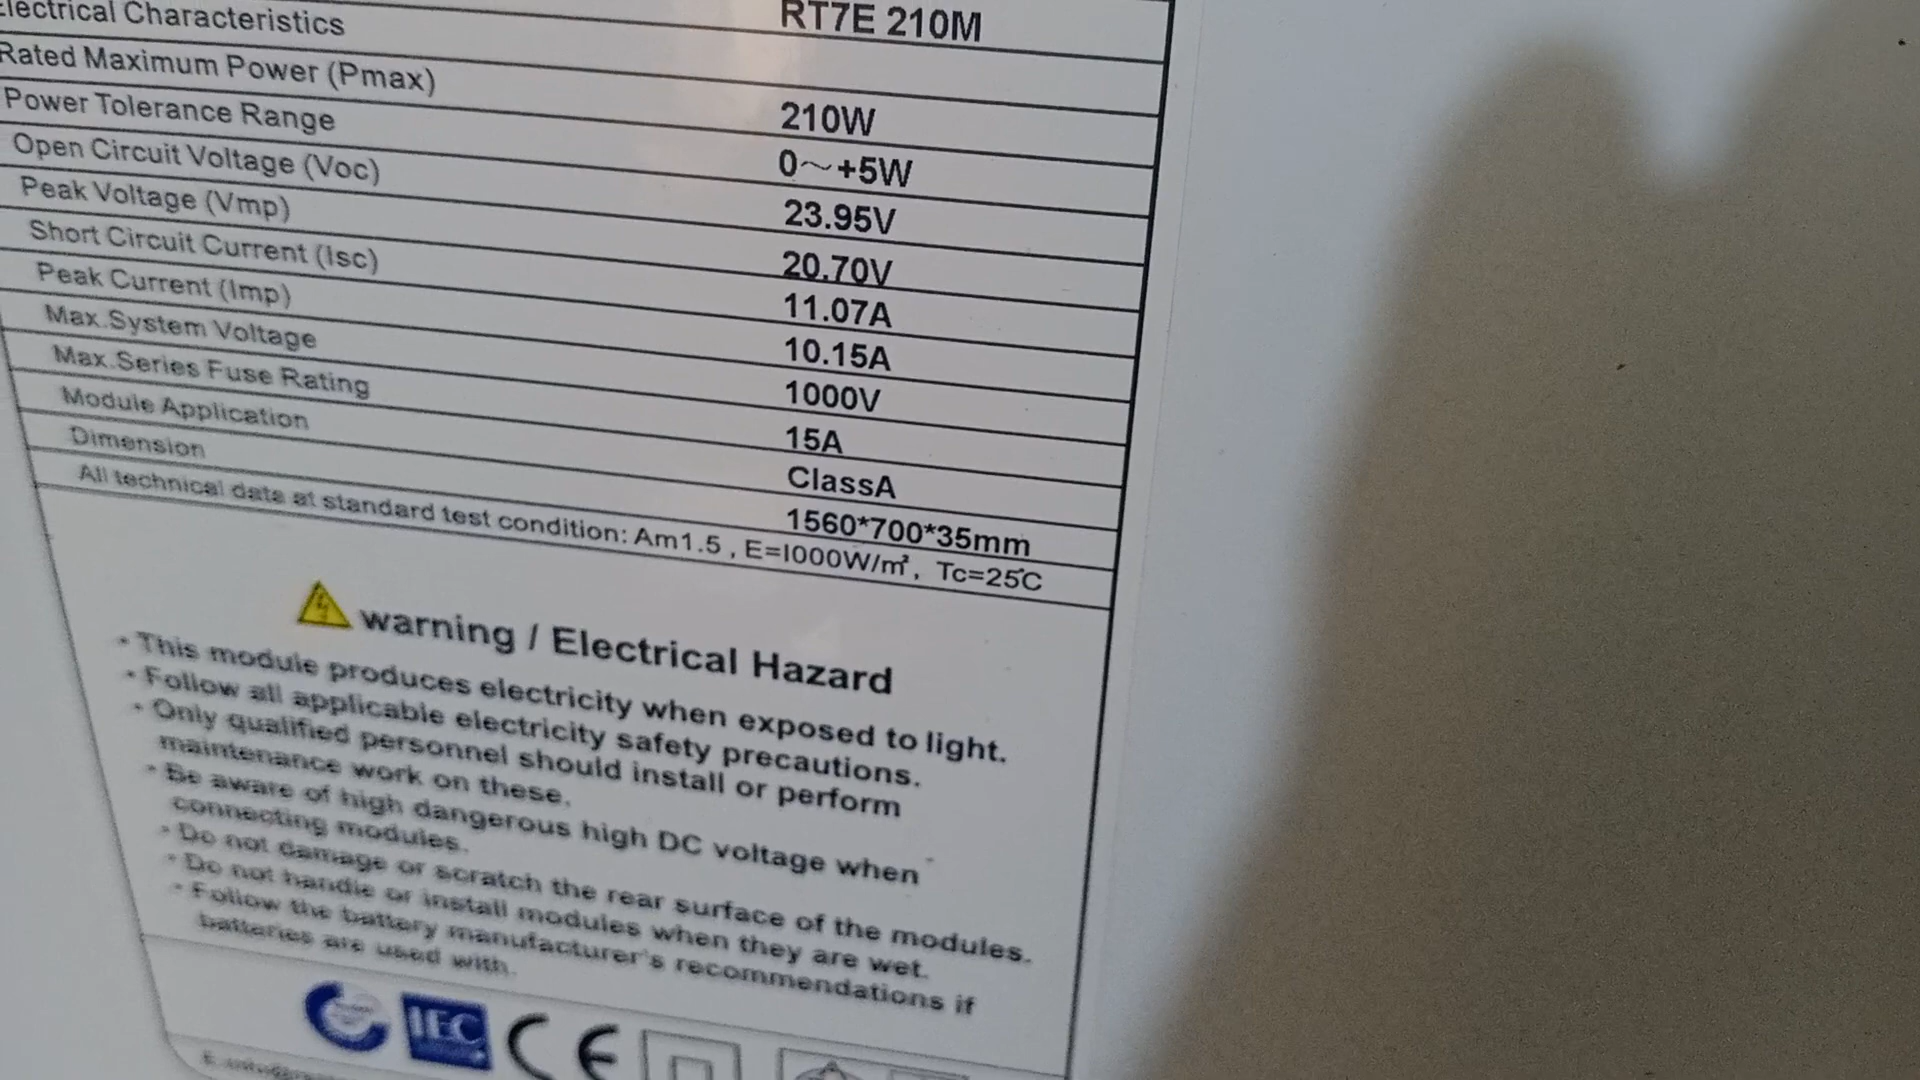 Electrical Characteristics RT7E 210M
Rated Maximum Power (Pmax) 210W
Power Tolerance Range 0～+5W
Open Circuit Voltage (Voc) 23.95V
Peak Voltage (Vmp) 20.70V
Short Circuit Current (Isc) 11.07A
Peak Current (Imp) 10.15A
Max.System Voltage 1000V
Max.Series Fuse Rating 15A
Module Application ClassA
Dimension 1560*700*35mm
All technical data at standard test condition: Am1.5 , E=1000W/㎡, Tc=25℃
warning / Electrical Hazard
• This module produces electricity when exposed to light.
• Follow all applicable electricity safety precautions.
• Only qualified personnel should install or perform
maintenance work on these.
• Be aware of high dangerous high DC voltage when
connecting modules.
• Do not damage or scratch the rear surface of the modules.
• Do not handle or install modules when they are wet.
• Follow the battery manufacturer's recommendations if
batteries are used with.
IEC CE